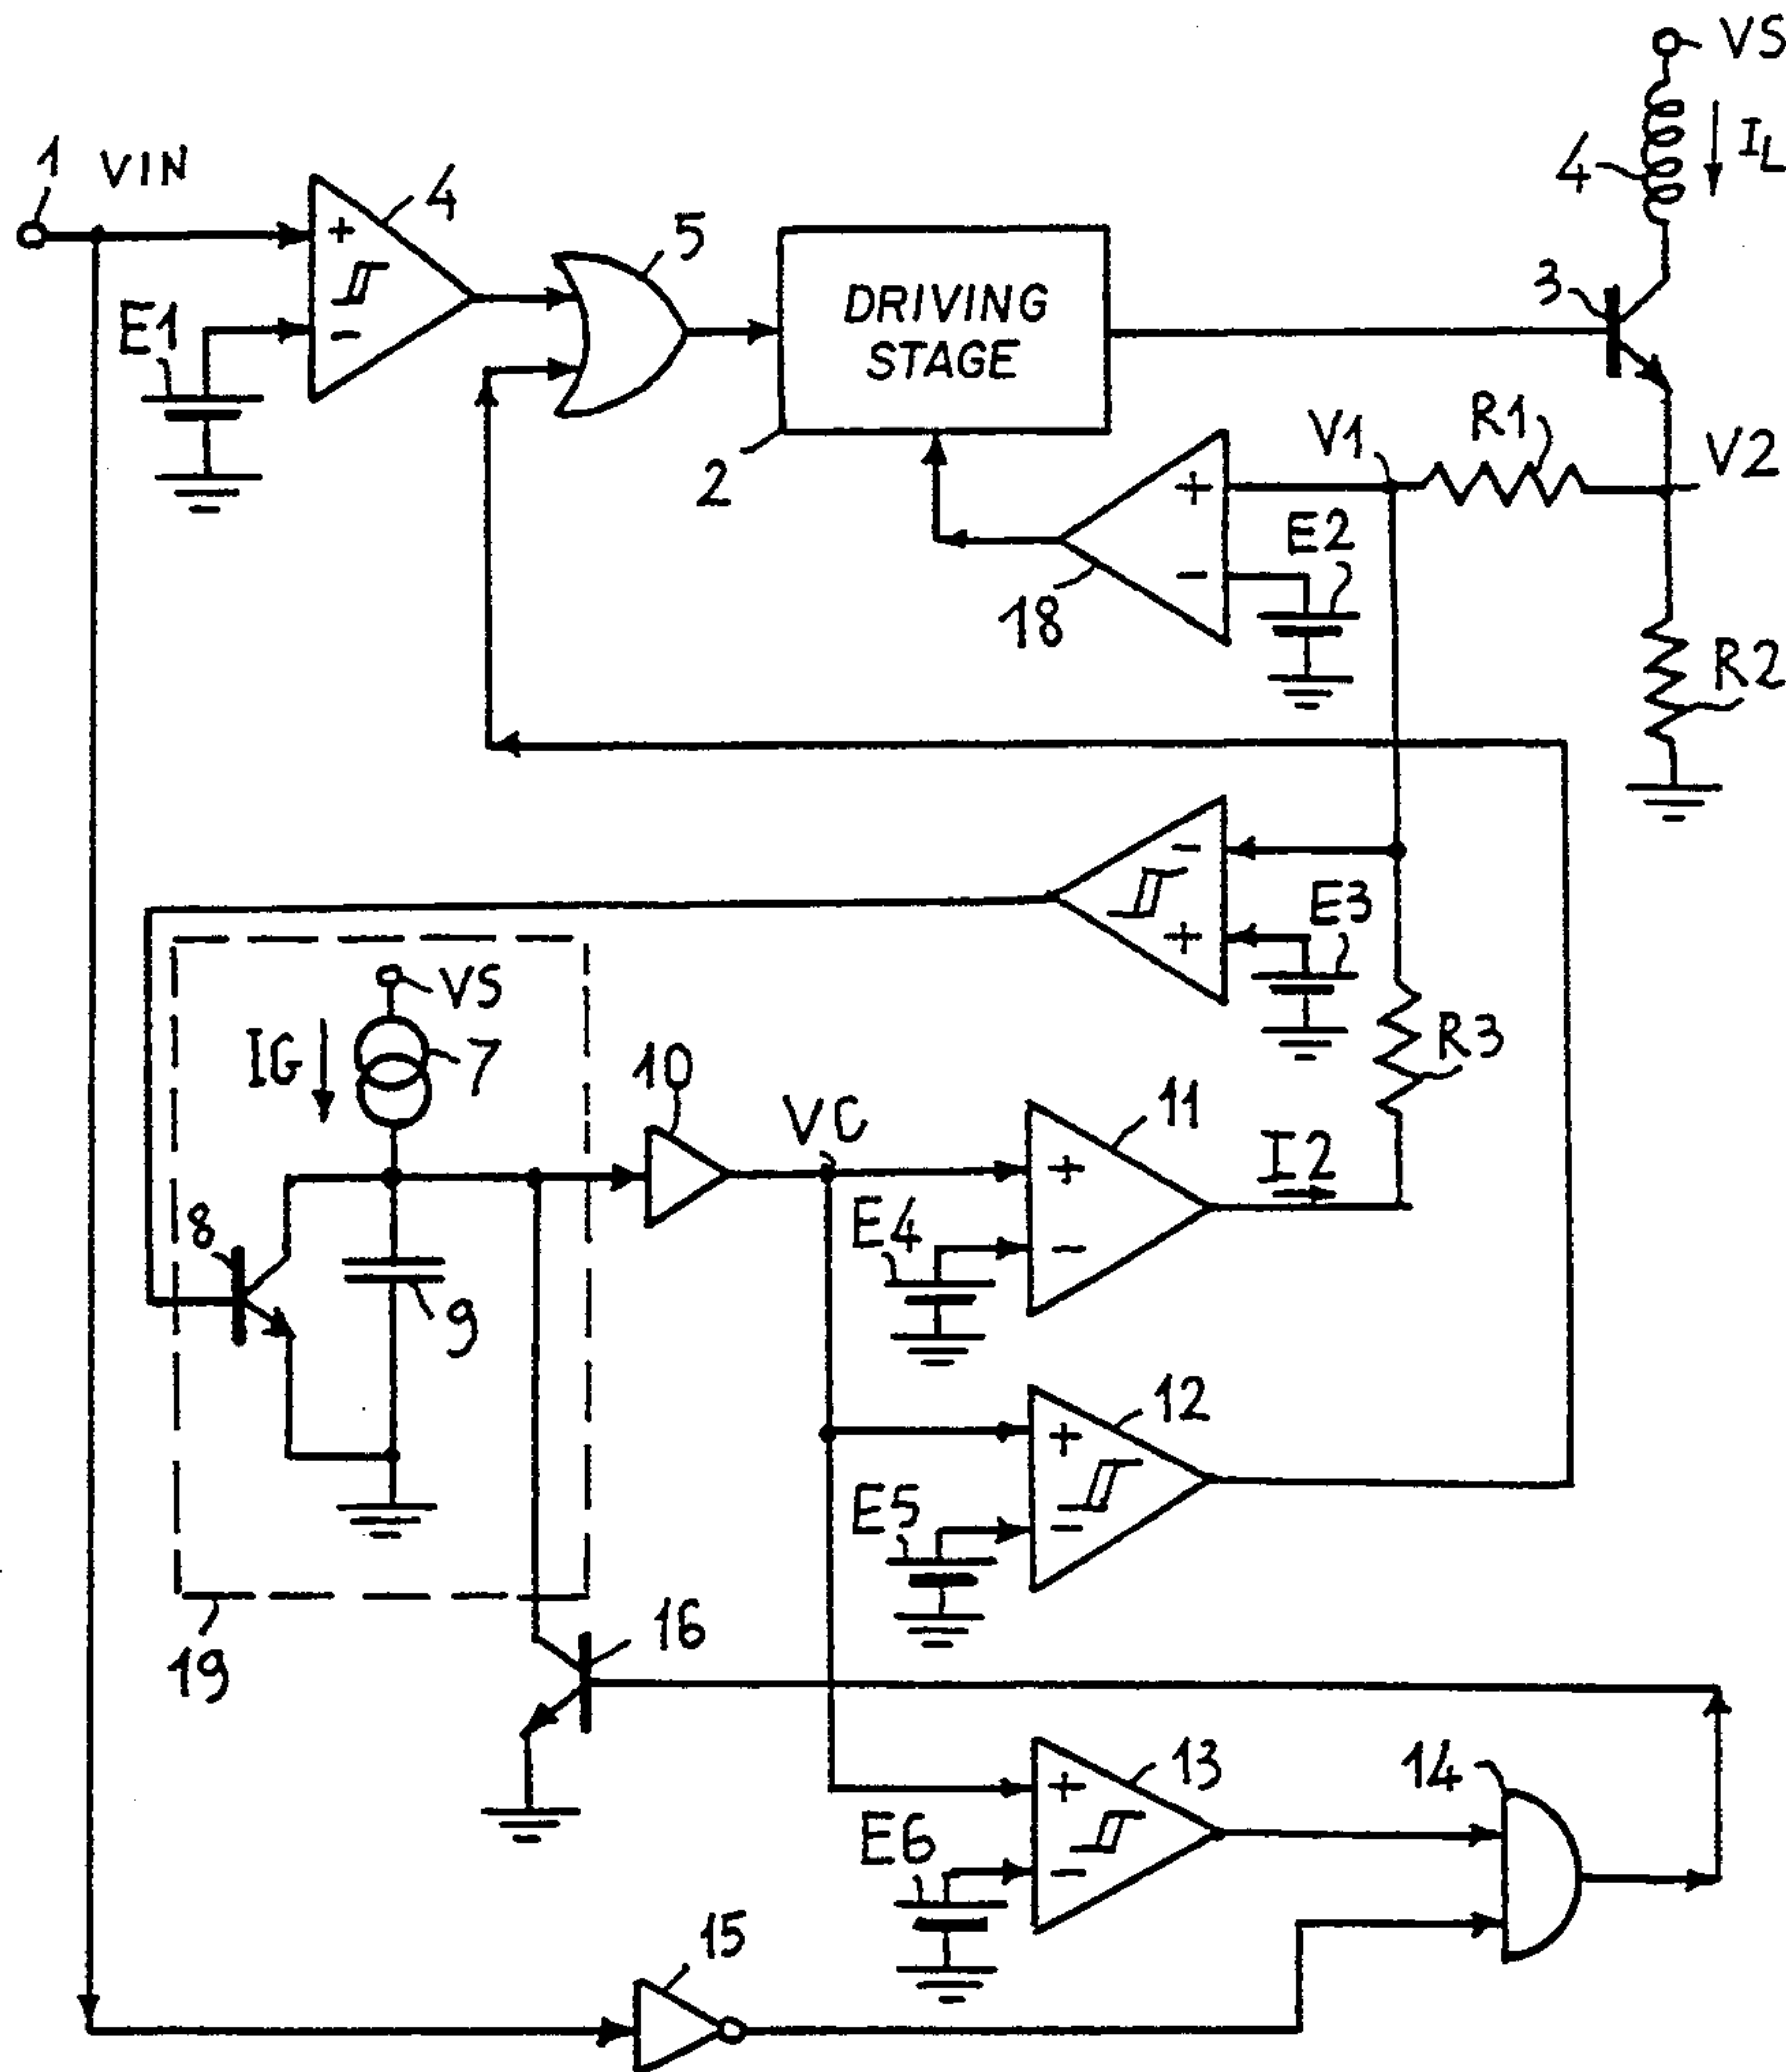 VS
4
IL
1
VIN
4
5
E1
DRIVING
STAGE
3
2
V1
R1
V2
E2
18
R2
E3
VS
IG
7
10
VC
11
I2
R3
E4
8
9
12
E5
19
16
13
14
E6
15
+
-
+
-
-
+
+
-
+
-
+
-